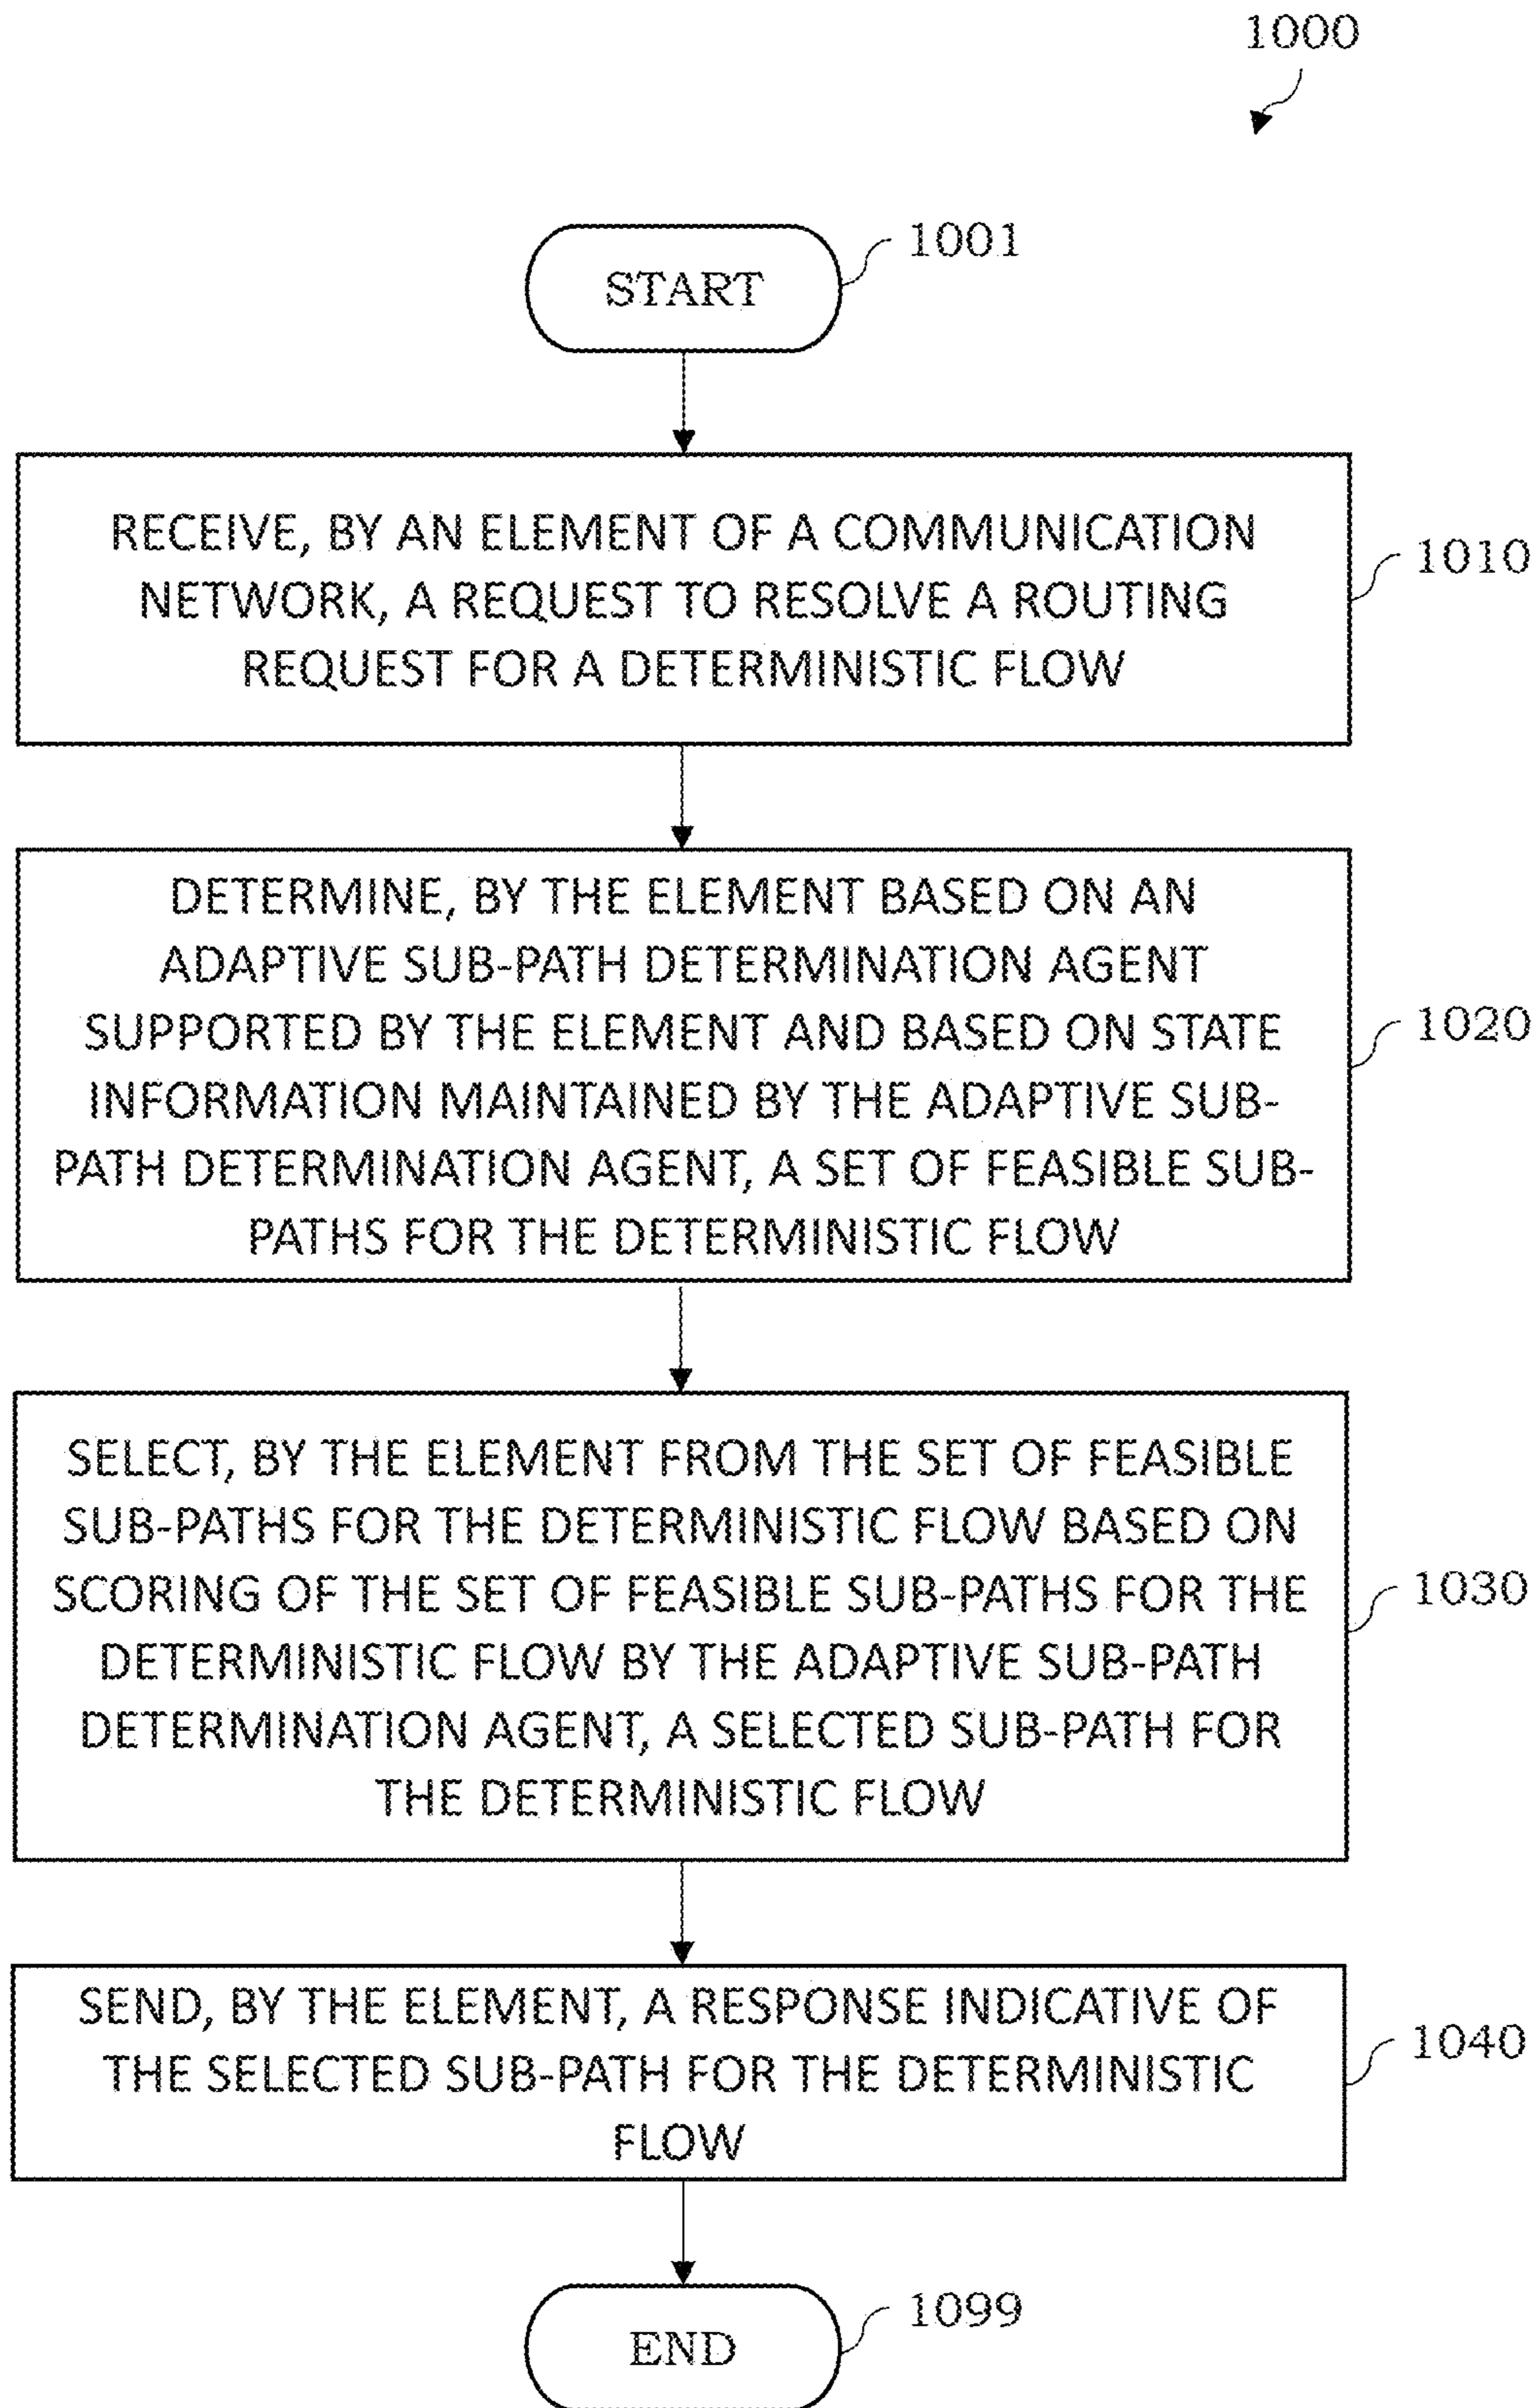 1000
START
1001
RECEIVE, BY AN ELEMENT OF A COMMUNICATION
NETWORK, A REQUEST TO RESOLVE A ROUTING
REQUEST FOR A DETERMINISTIC FLOW
1010
DETERMINE, BY THE ELEMENT BASED ON AN
ADAPTIVE SUB-PATH DETERMINATION AGENT
SUPPORTED BY THE ELEMENT AND BASED ON STATE
INFORMATION MAINTAINED BY THE ADAPTIVE SUB-
PATH DETERMINATION AGENT, A SET OF FEASIBLE SUB-
PATHS FOR THE DETERMINISTIC FLOW
1020
SELECT, BY THE ELEMENT FROM THE SET OF FEASIBLE
SUB-PATHS FOR THE DETERMINISTIC FLOW BASED ON
SCORING OF THE SET OF FEASIBLE SUB-PATHS FOR THE
DETERMINISTIC FLOW BY THE ADAPTIVE SUB-PATH
DETERMINATION AGENT, A SELECTED SUB-PATH FOR
THE DETERMINISTIC FLOW
1030
SEND, BY THE ELEMENT, A RESPONSE INDICATIVE OF
THE SELECTED SUB-PATH FOR THE DETERMINISTIC
FLOW
1040
END
1099